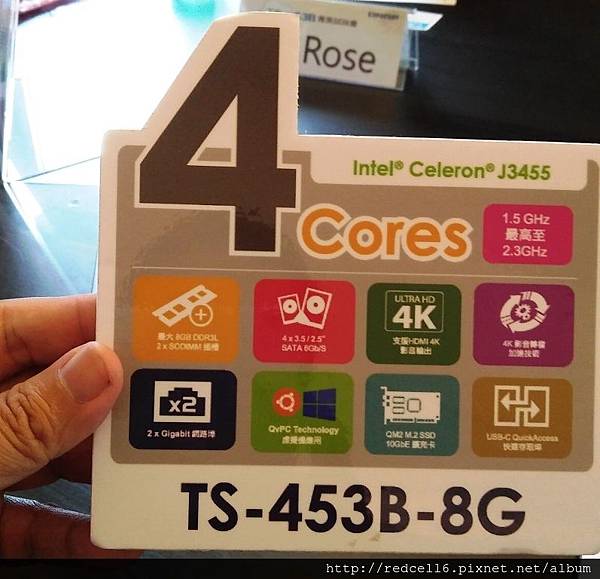 Rose
4
Cores
Intel® Celeron® J3455
1.5 GHz
最高至
2.3GHz
最大 8GB DDR3L
2 x SODIMM 插槽
4 x 3.5 / 2.5"
SATA 6Gb/s
ULTRA HD
4K
支援HDMI 4K
影音輸出
4K 影音轉檔
加速技術
x2
2 x Gigabit 網路埠
QvPC Technology
虛擬機應用
QM2 M.2 SSD
10GbE 擴充卡
USB-C QuickAccess
快速存取埠
TS-453B-8G
http://redcell6.pixnet.net/album